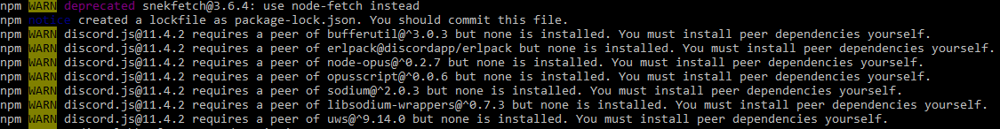 npm WARN deprecated snekfetch@3.6.4: use node-fetch instead
npm notice created a lockfile as package-lock.json. You should commit this file.
npm WARN discord.js@11.4.2 requires a peer of bufferutil@^3.0.3 but none is installed. You must install peer dependencies yourself.
npm WARN discord.js@11.4.2 requires a peer of erlpack@discordapp/erlpack but none is installed. You must install peer dependencies yourself.
npm WARN discord.js@11.4.2 requires a peer of node-opus@^0.2.7 but none is installed. You must install peer dependencies yourself.
npm WARN discord.js@11.4.2 requires a peer of opusscript@^0.0.6 but none is installed. You must install peer dependencies yourself.
npm WARN discord.js@11.4.2 requires a peer of sodium@^2.0.3 but none is installed. You must install peer dependencies yourself.
npm WARN discord.js@11.4.2 requires a peer of libsodium-wrappers@^0.7.3 but none is installed. You must install peer dependencies yourself.
npm WARN discord.js@11.4.2 requires a peer of uws@^9.14.0 but none is installed. You must install peer dependencies yourself.